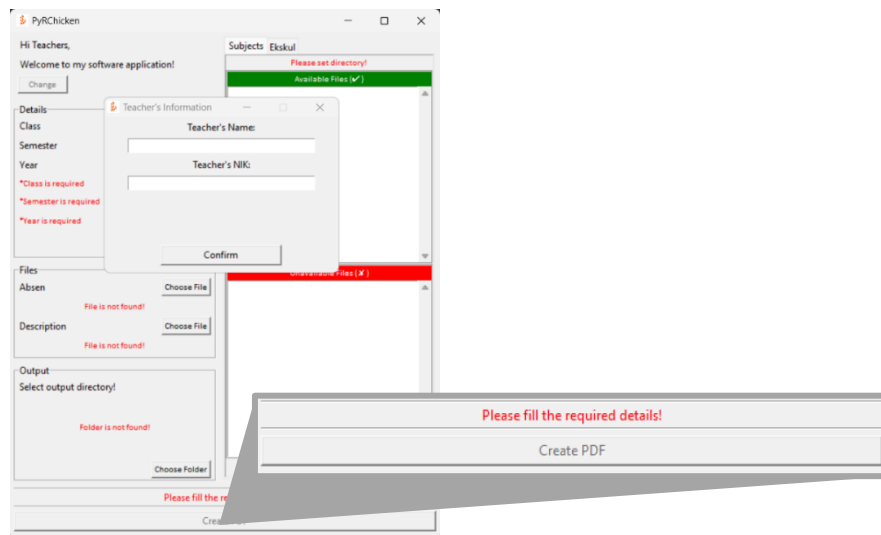 PyRChicken
Hi Teachers,
Welcome to my software application!
Change
Details
Class
Semester
Year
*Class is required
*Semester is required
*Year is required
Files
Absen
Choose File
File is not found!
Description
Choose File
File is not found!
Output
Select output directory!
Folder is not found!
Choose Folder
Subjects Ekskul
Please set directory!
Available Files (✔)
Unavailable Files (✘)
Teacher's Information
Teacher's Name:
Teacher's NIK:
Confirm
Please fill the
Please fill the required details!
Create PDF